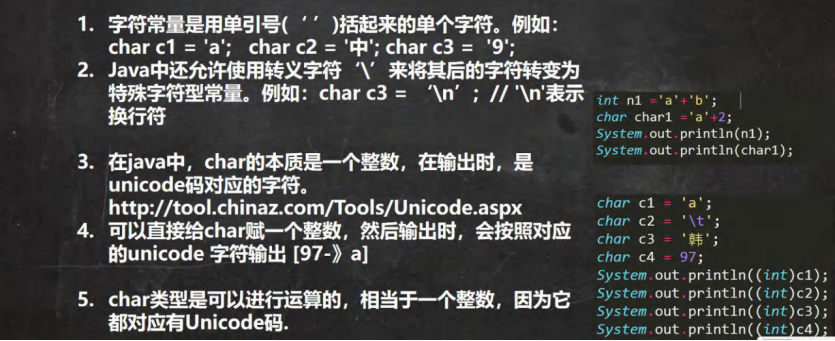 1. 字符常量是用单引号(‘ ’)括起来的单个字符。例如：
char c1 = 'a'; char c2 = '中'; char c3 = '9';
2. Java中还允许使用转义字符‘\’来将其后的字符转变为
特殊字符型常量。例如：char c3 = ‘\n’; // '\n'表示
换行符
3. 在java中，char的本质是一个整数，在输出时，是
unicode码对应的字符。
http://tool.chinaz.com/Tools/Unicode.aspx
4. 可以直接给char赋一个整数，然后输出时，会按照对应
的unicode 字符输出 [97-》a]
5. char类型是可以进行运算的，相当于一个整数，因为它
都对应有Unicode码.
int n1 ='a'+'b';
char char1 ='a'+2;
System.out.println(n1);
System.out.println(char1);
char c1 = 'a';
char c2 = '\t';
char c3 = '韩';
char c4 = 97;
System.out.println((int)c1);
System.out.println((int)c2);
System.out.println((int)c3);
System.out.println((int)c4);